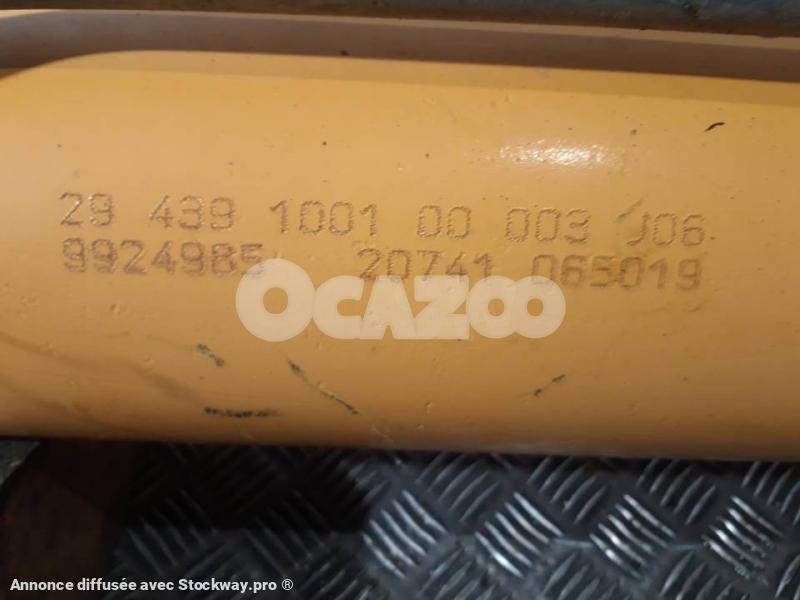 29 439 1001 00 003 J06
9924985 20741 065019
OCAZOO
Annonce diffusée avec Stockway.pro ®